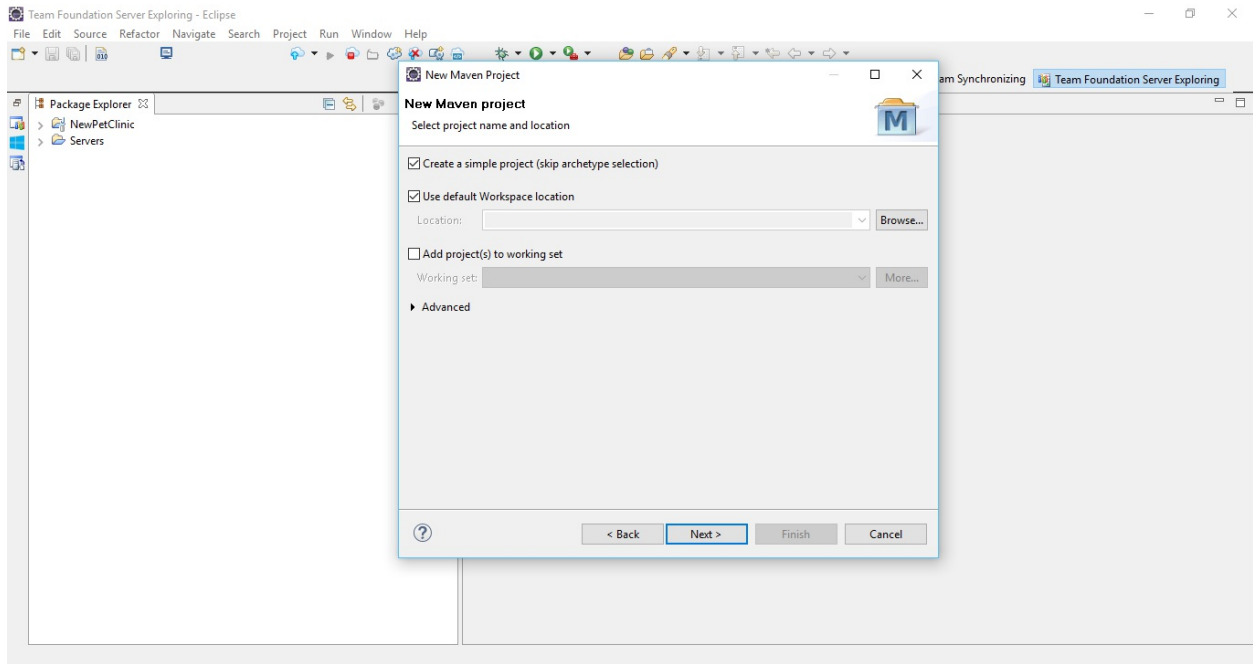 Team Foundation Server Exploring - Eclipse
File Edit Source Refactor Navigate Search Project Run Window Help
010
New Maven Project
am Synchronizing Team Foundation Server Exploring
Package Explorer
New Maven project
Select project name and location
M
NewPetClinic
Servers
Create a simple project (skip archetype selection)
Use default Workspace location
Location: Browse...
Add project(s) to working set
Working set: More...
Advanced
? < Back Next > Finish Cancel